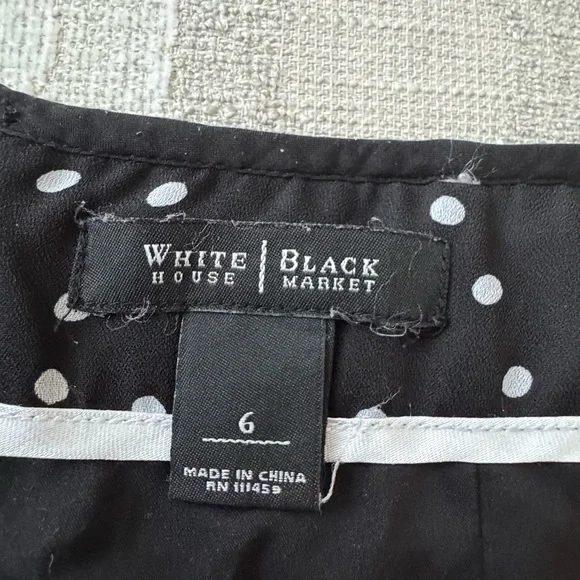 WHITE | BLACK
HOUSE | MARKET
6
MADE IN CHINA
RN 111459